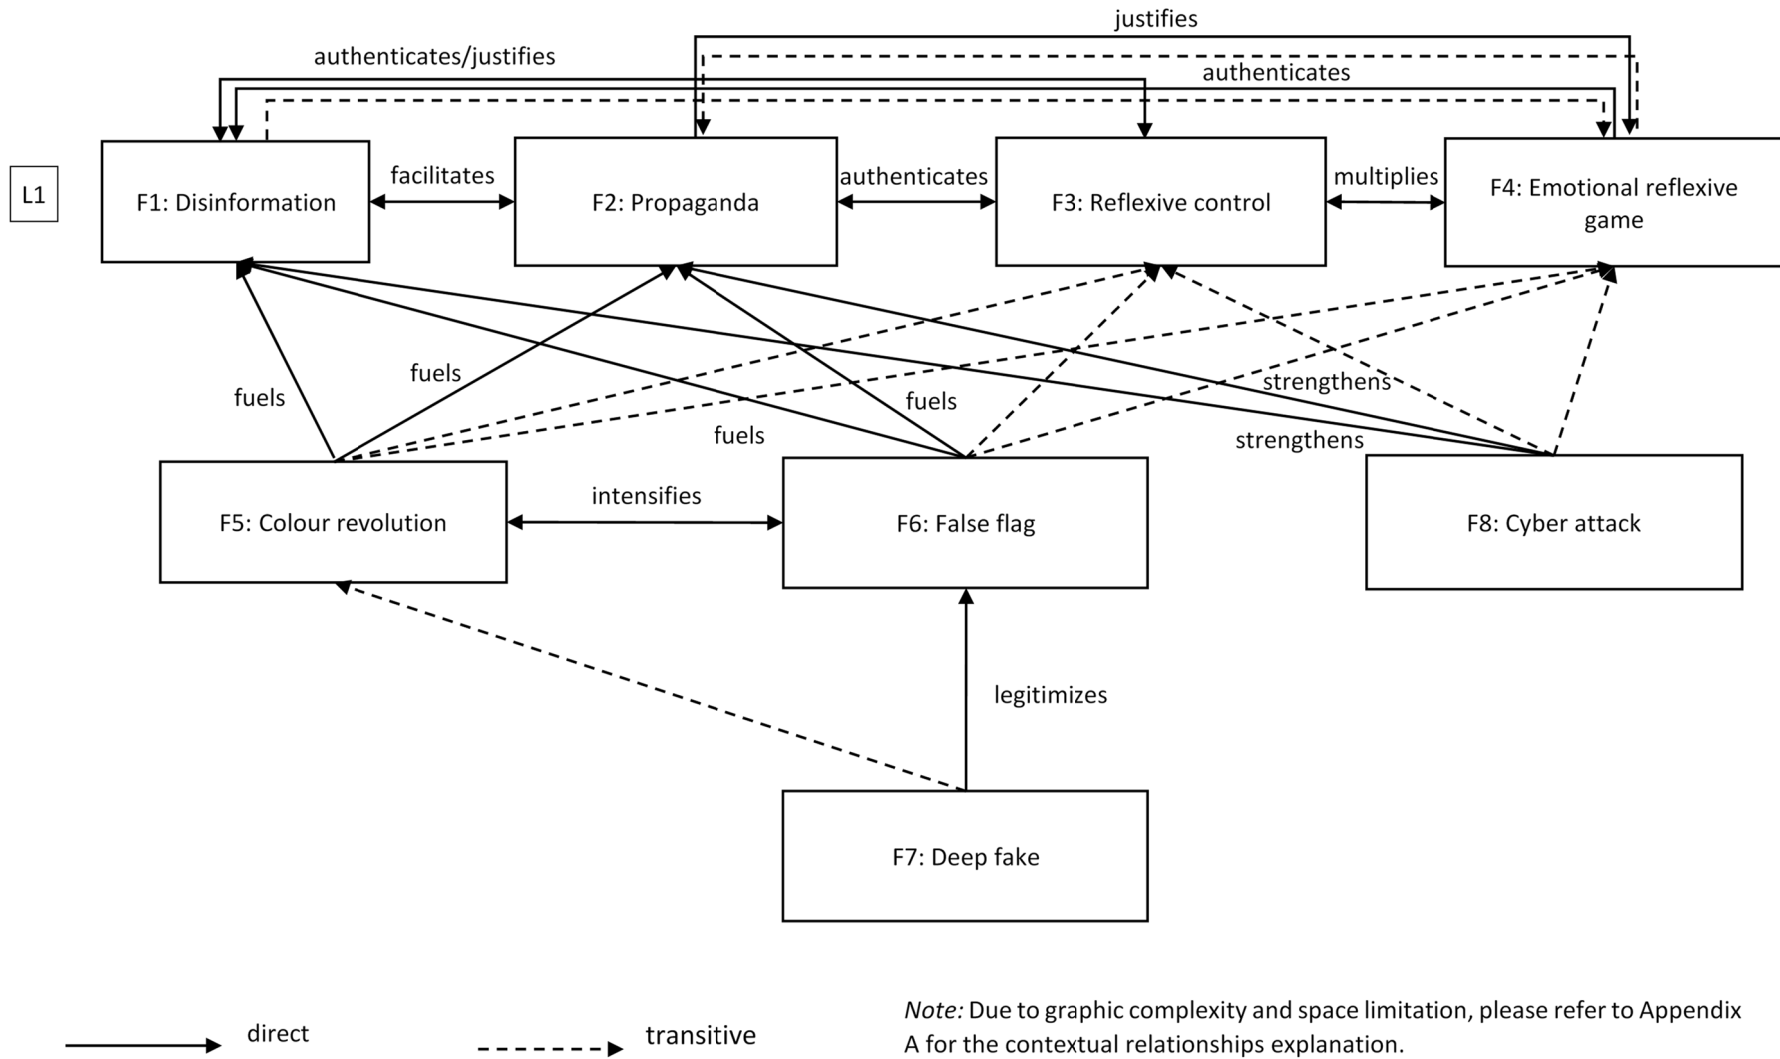 justifies
authenticates/justifies
authenticates
L1
F1: Disinformation
facilitates
F2: Propaganda
authenticates
F3: Reflexive control
multiplies
F4: Emotional reflexive
game
fuels
fuels
fuels
fuels
strengthens
strengthens
F5: Colour revolution
intensifies
F6: False flag
F8: Cyber attack
legitimizes
F7: Deep fake
direct
transitive
Note: Due to graphic complexity and space limitation, please refer to Appendix
A for the contextual relationships explanation.